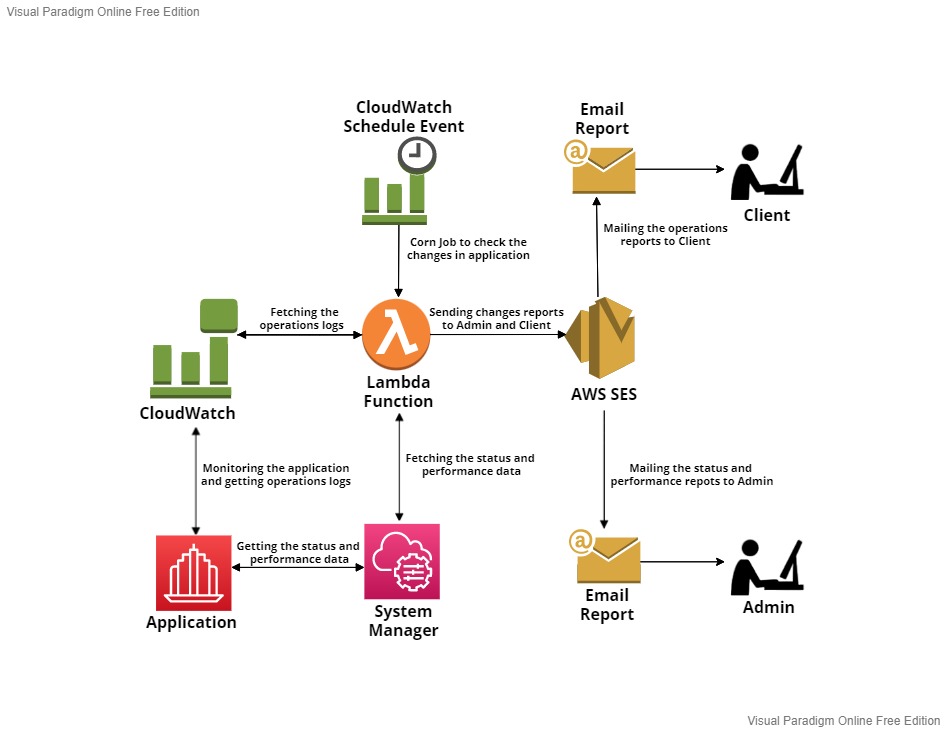 Visual Paradigm Online Free Edition
CloudWatch
Schedule Event
Email
Report
@
Client
Corn Job to check the
changes in application
Mailing the operations
reports to Client
Fetching the
operations logs
Sending changes reports
to Admin and Client
λ
Lambda
Function
AWS SES
CloudWatch
Fetching the status and
performance data
Monitoring the application
and getting operations logs
Mailing the status and
performance repots to Admin
Getting the status and
performance data
@
Application
System
Manager
Email
Report
Admin
Visual Paradigm Online Free Edition